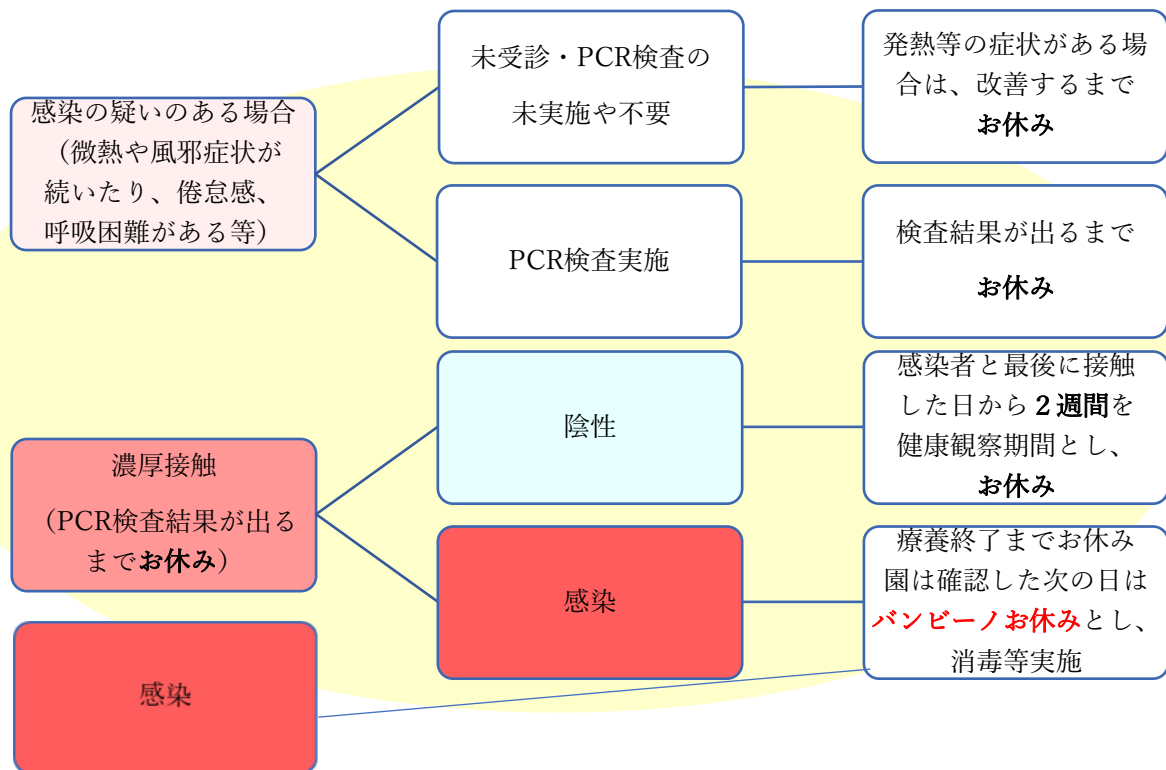 感染の疑いのある場合
（微熱や風邪症状が
続いたり、倦怠感、
呼吸困難がある等）
未受診・PCR検査の
未実施や不要
発熱等の症状がある場
合は、改善するまで
お休み
PCR検査実施
検査結果が出るまで
お休み
濃厚接触
（PCR検査結果が出る
までお休み）
陰性
感染者と最後に接触
した日から２週間を
健康観察期間とし、
お休み
感染
療養終了までお休み
園は確認した次の日は
バンビーノお休みとし、
消毒等実施
感染